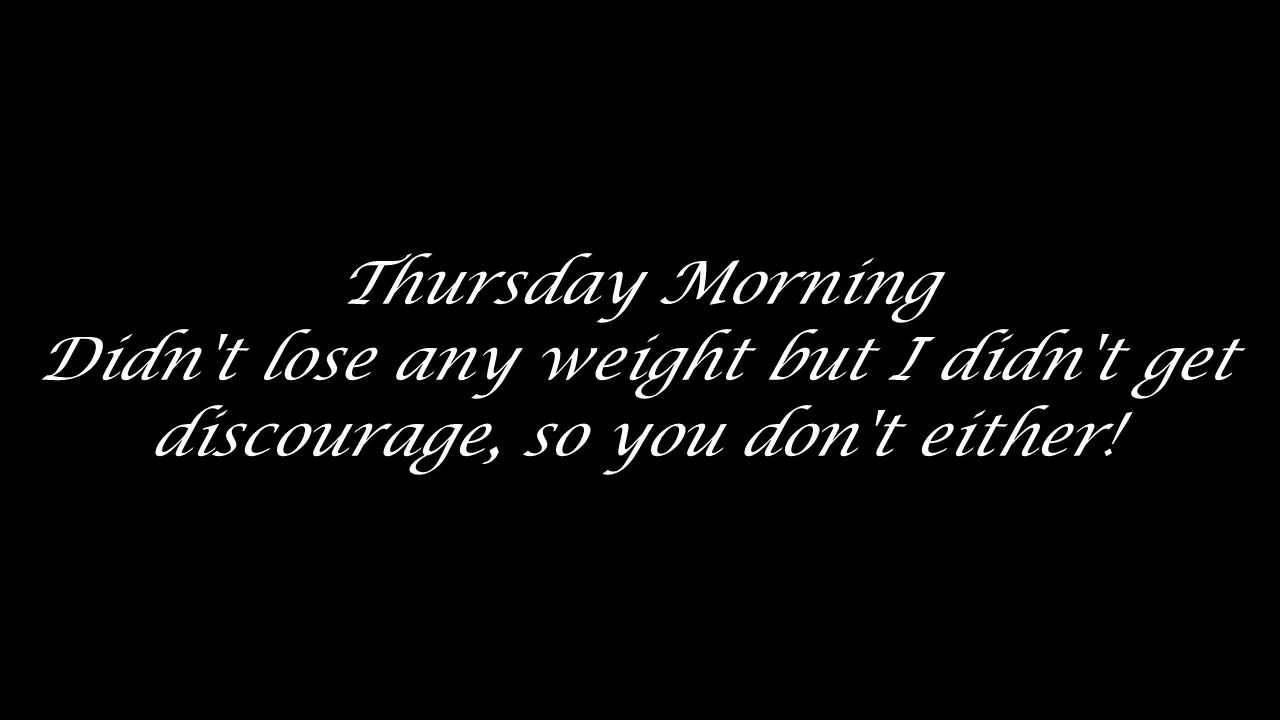 Thursday Morning
Didn't lose any weight but I didn't get
discourage, so you don't either!